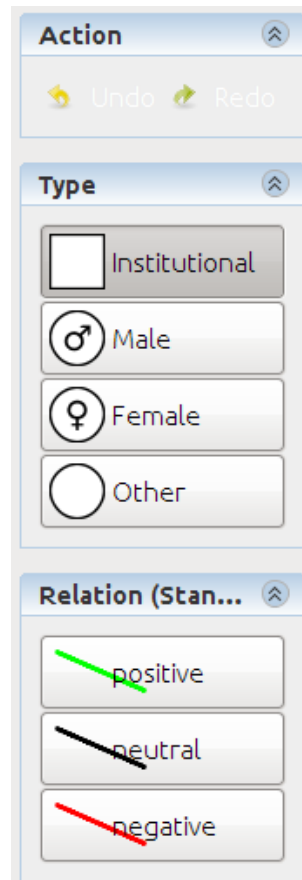 Action
Undo Redo
Type
Institutional
Male
Female
Other
Relation (Stan...
positive
neutral
negative